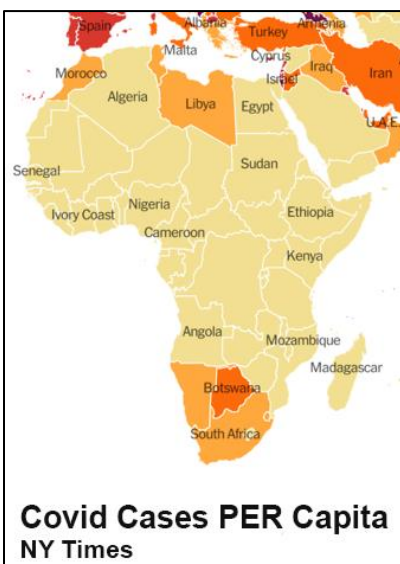 Spain
Albania
Armenia
Turkey
Malta
Cyprus
Morocco
Israel
Iraq
Iran
Algeria
Libya
Egypt
U.A.E.
Senegal
Sudan
Ivory Coast
Nigeria
Ethiopia
Cameroon
Kenya
Angola
Mozambique
Madagascar
Botswana
South Africa
Covid Cases PER Capita
NY Times